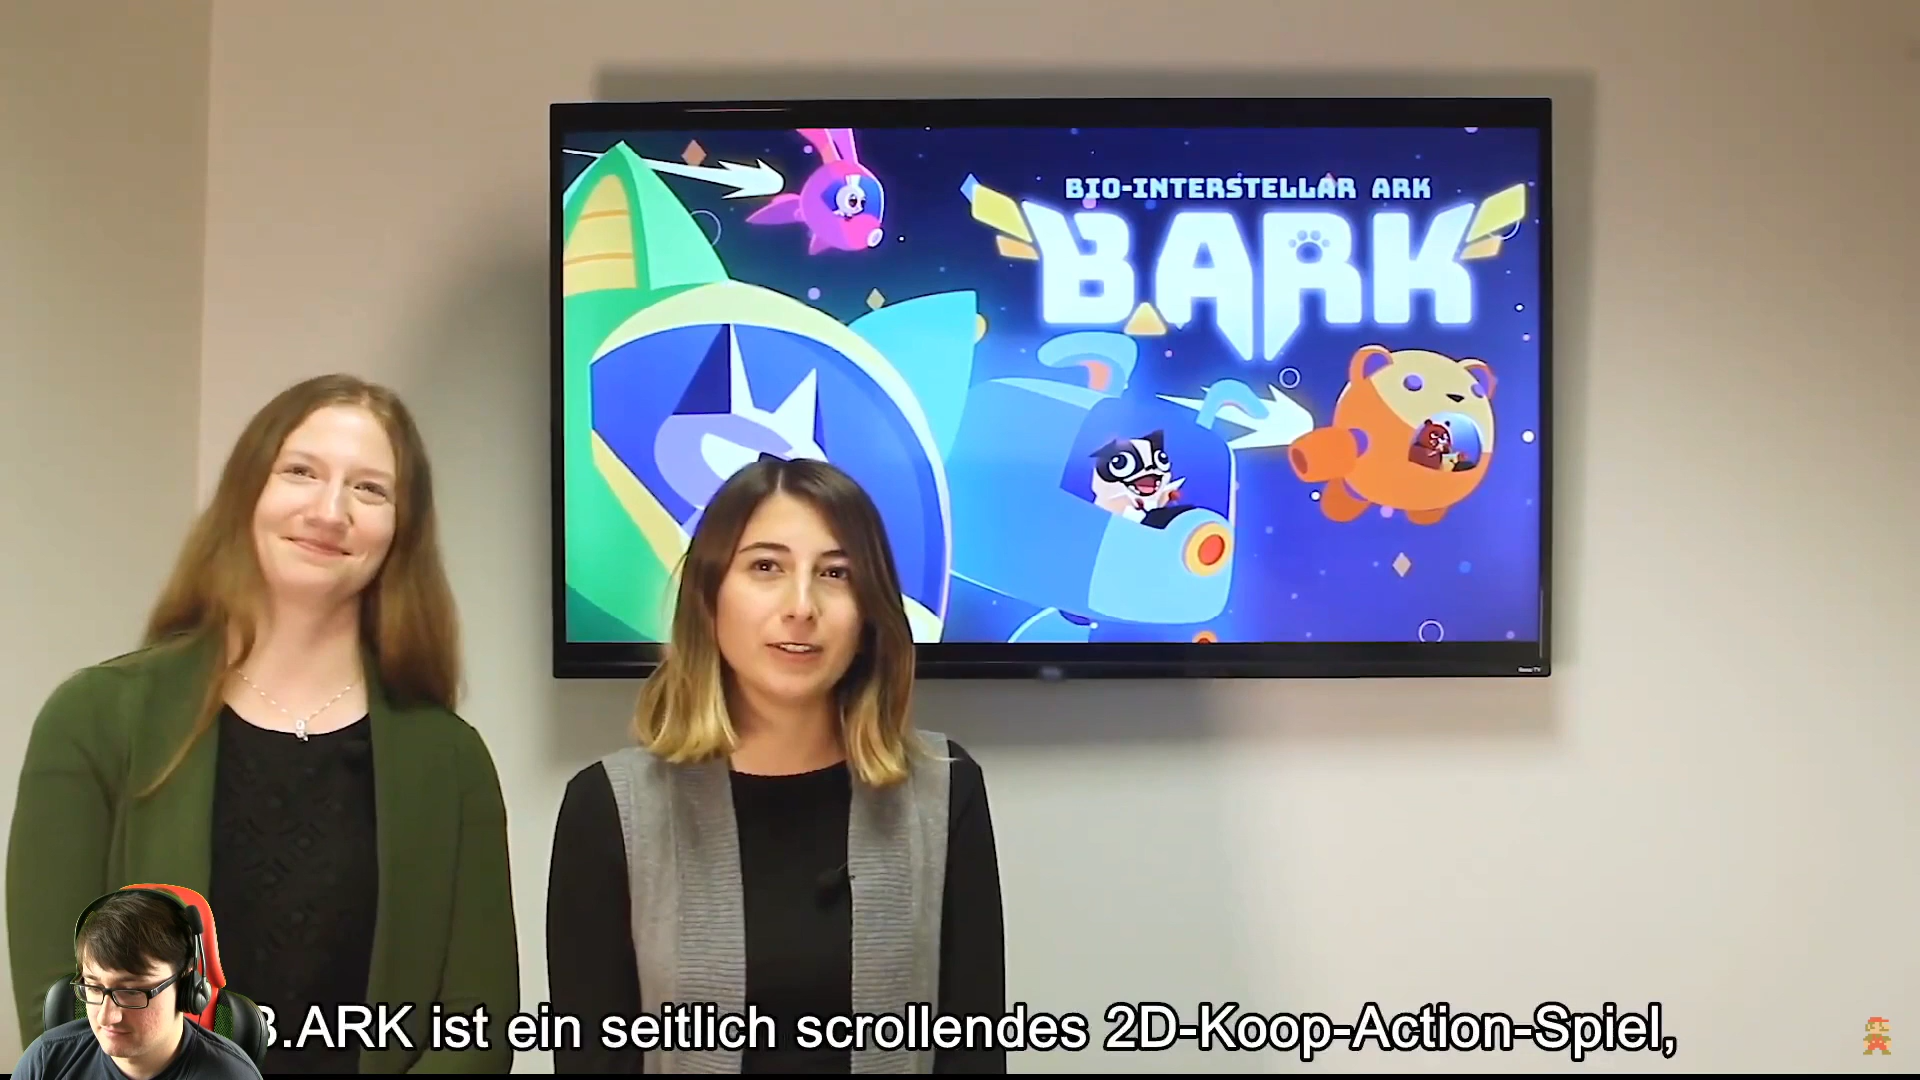 BIO-INTERSTELLAR ARK
B.ARK
B.ARK ist ein seitlich scrollendes 2D-Koop-Action-Spiel,